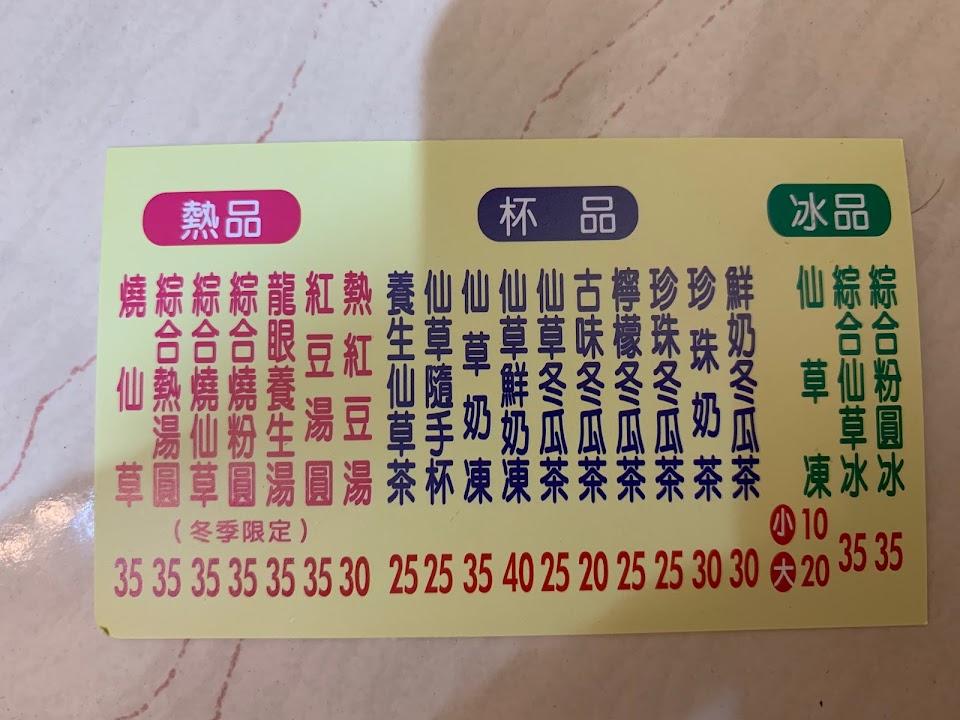 冰品
綜合粉圓冰 35
綜合仙草冰 35
仙草凍 小10 大20
杯品
鮮奶冬瓜茶 30
珍珠奶茶 30
珍珠冬瓜茶 25
檸檬冬瓜茶 25
古味冬瓜茶 20
仙草冬瓜茶 25
仙草鮮奶凍 40
仙草奶凍 35
仙草隨手杯 25
養生仙草茶 25
熱品
熱紅豆湯 30
紅豆湯圓 35
龍眼養生湯 35
綜合燒粉圓 35
綜合燒仙草 35
綜合熱湯圓 35
燒仙草 35
(冬季限定)